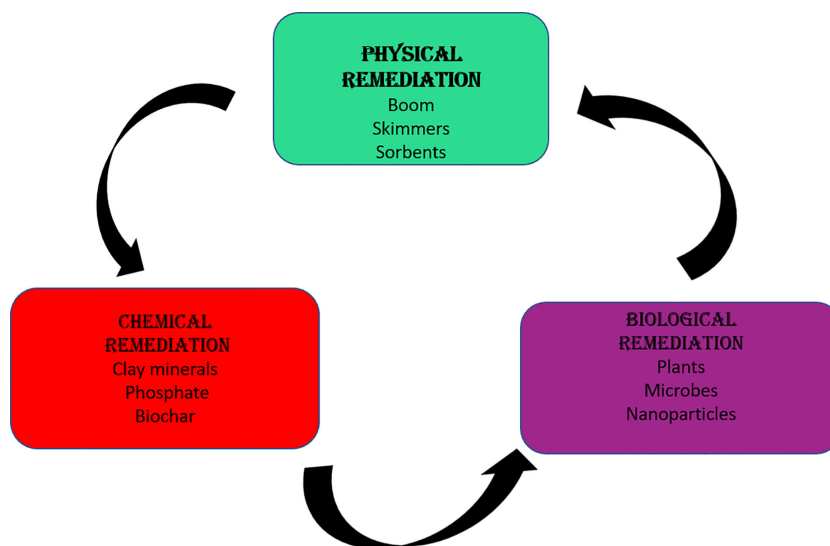 PHYSICAL
REMEDIATION
Boom
Skimmers
Sorbents
CHEMICAL
REMEDIATION
Clay minerals
Phosphate
Biochar
BIOLOGICAL
REMEDIATION
Plants
Microbes
Nanoparticles